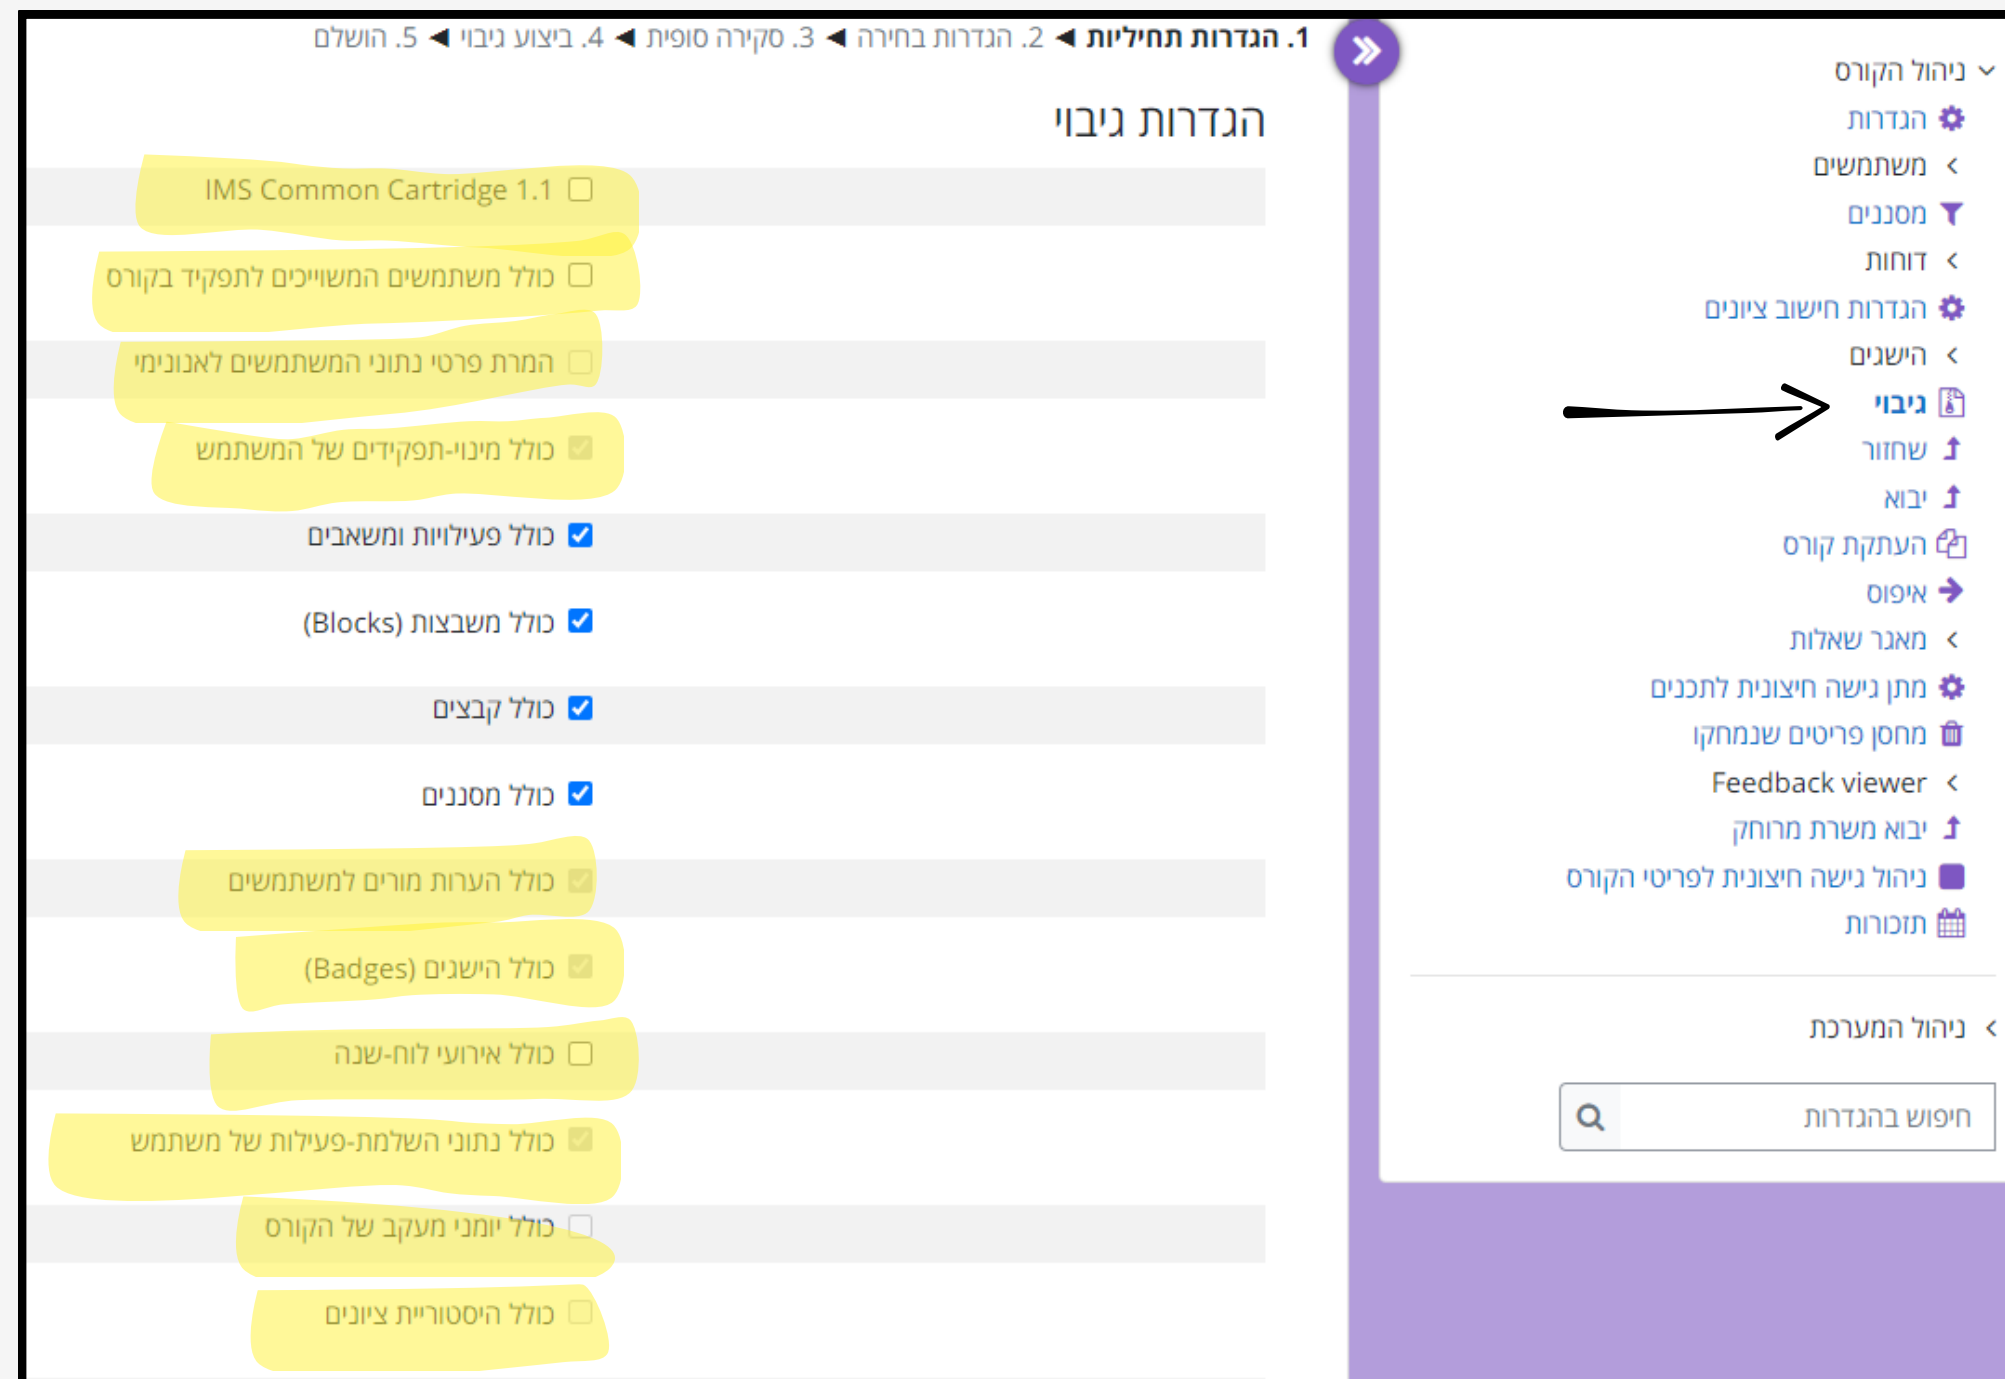 ניהול הקורס
הגדרות
משתמשים
מסננים
דוחות
הגדרות חישוב ציונים
הישגים
גיבוי
שחזור
יבוא
העתקת קורס
איפוס
מאגר שאלות
מתן גישה חיצונית לתכנים
מחסן פריטים שנמחקו
Feedback viewer
יבוא משרת מרוחק
ניהול גישה חיצונית לפריטי הקורס
תזכורות
ניהול המערכת
חיפוש בהגדרות
1. הגדרות תחיליות ◄ 2. הגדרות בחירה ◄ 3. סקירה סופית ◄ 4. ביצוע גיבוי ◄ 5. הושלם
הגדרות גיבוי
IMS Common Cartridge 1.1
כולל משתמשים המשוייכים לתפקיד בקורס
המרת פרטי נתוני המשתמשים לאנונימי
כולל מינוי-תפקידים של המשתמש
כולל פעילויות ומשאבים
כולל משבצות (Blocks)
כולל קבצים
כולל מסננים
כולל הערות מורים למשתמשים
כולל הישגים (Badges)
כולל אירועי לוח-שנה
כולל נתוני השלמת-פעילות של משתמש
כולל יומני מעקב של הקורס
כולל היסטוריית ציונים